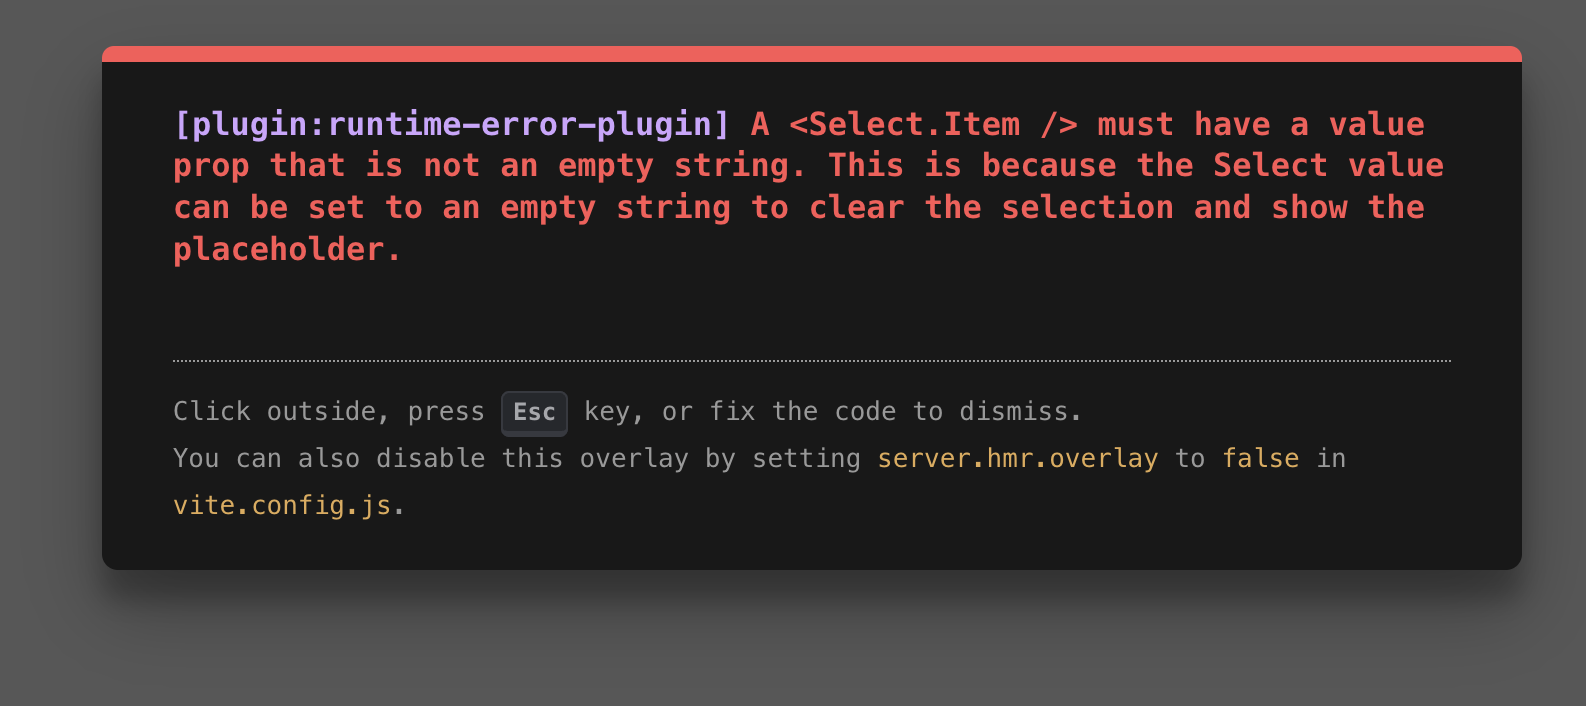 [plugin:runtime-error-plugin] A <Select.Item /> must have a value
prop that is not an empty string. This is because the Select value
can be set to an empty string to clear the selection and show the
placeholder.
Click outside, press Esc key, or fix the code to dismiss.
You can also disable this overlay by setting server.hmr.overlay to false in
vite.config.js.